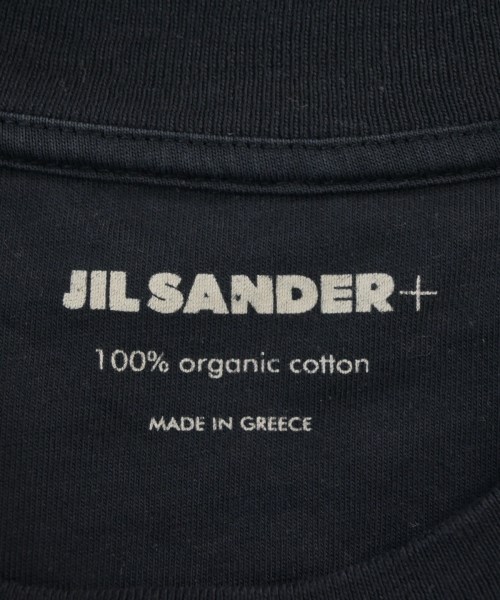 JIL SANDER+
100% organic cotton
MADE IN GREECE